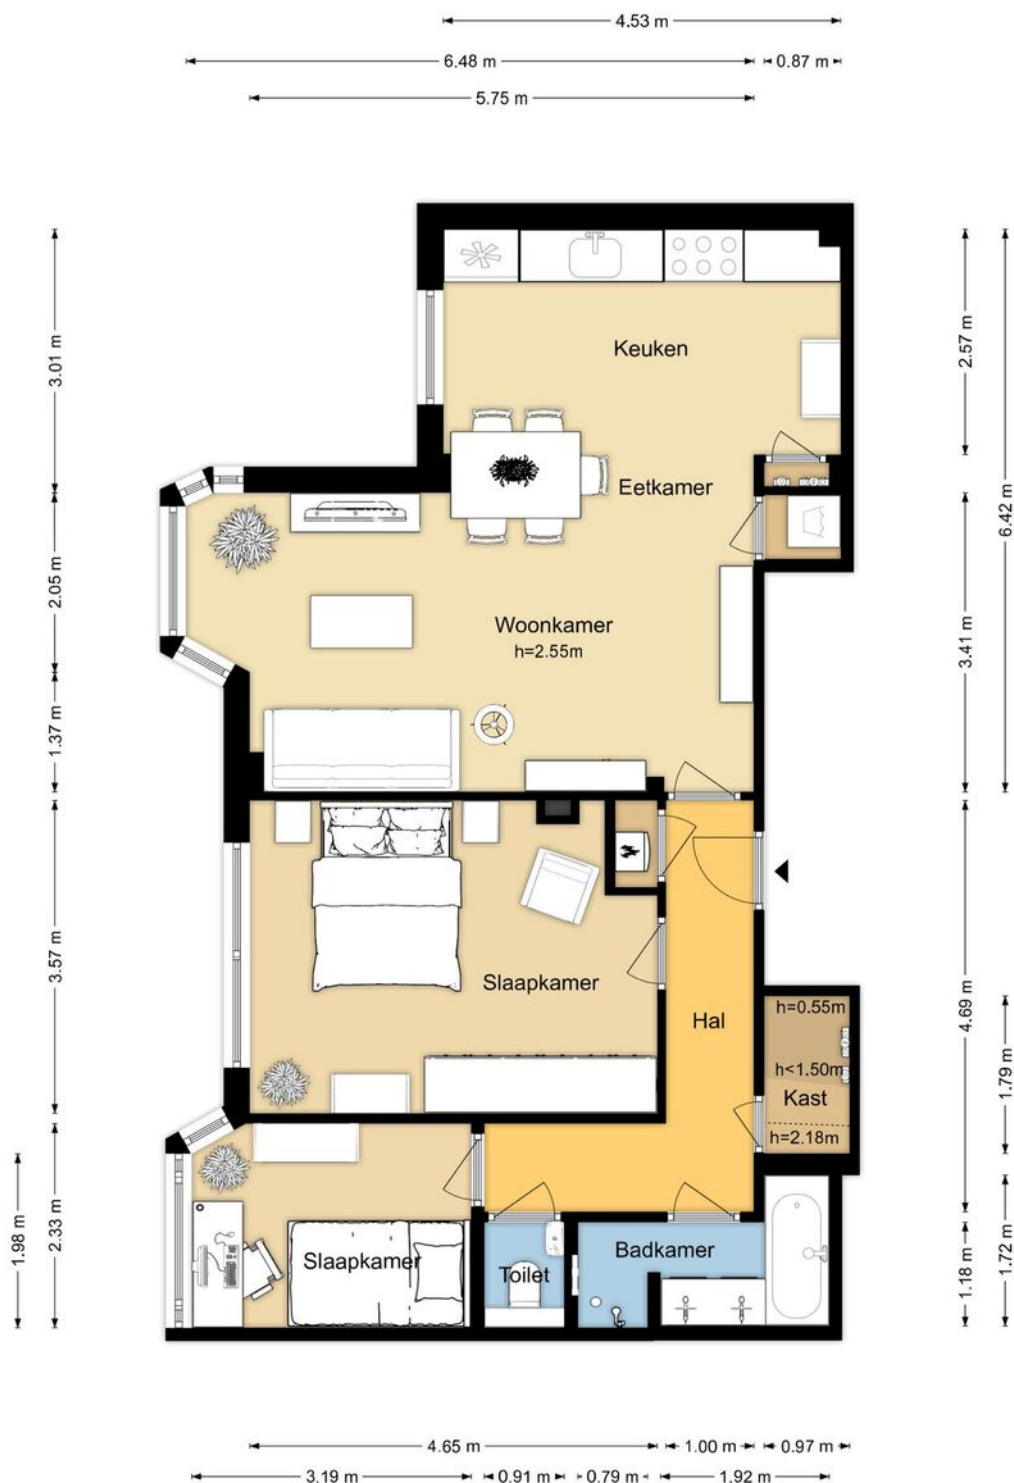 4.53 m
6.48 m
0.87 m
5.75 m
Keuken
3.01 m
2.57 m
Eetkamer
6.42 m
2.05 m
Woonkamer
h=2.55m
3.41 m
1.37 m
3.57 m
Slaapkamer
Hal
h=0.55m
h<1.50m
Kast
h=2.18m
4.69 m
1.79 m
1.98 m
2.33 m
Slaapkamer
Toilet
Badkamer
1.18 m
1.72 m
4.65 m
1.00 m
0.97 m
3.19 m
0.91 m
0.79 m
1.92 m